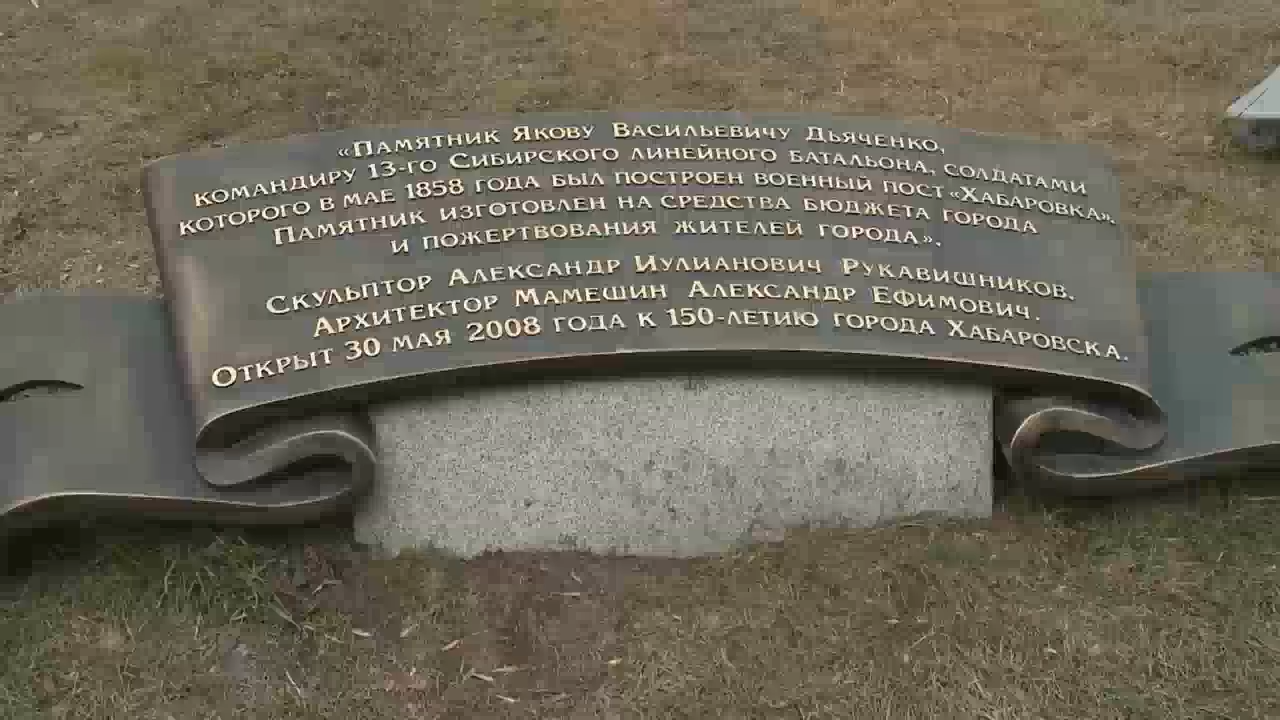 «Памятник Якову Васильевичу Дьяченко,
командиру 13-го Сибирского линейного батальона, солдатами
которого в мае 1858 года был построен военный пост «Хабаровка».
Памятник изготовлен на средства бюджета города
и пожертвования жителей города».
Скульптор Александр Иулианович Рукавишников.
Архитектор Мамешин Александр Ефимович.
Открыт 30 мая 2008 года к 150-летию города Хабаровска.